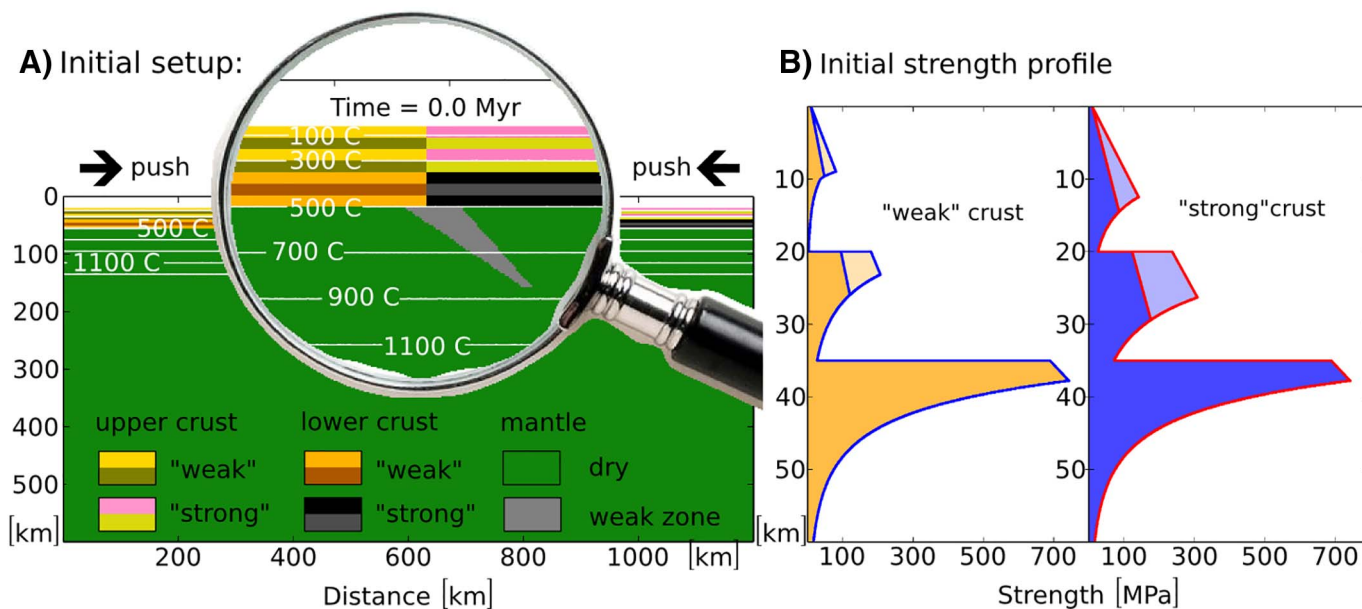 A) Initial setup:
Time = 0.0 Myr
100 C
300 C
500 C
700 C
900 C
1100 C
push
push
0
100
200
300
400
500
[km]
500 C
1100 C
upper crust
lower crust
mantle
"weak"
"weak"
dry
"strong"
"strong"
weak zone
200
400
600
800
1000
[km]
Distance [km]
B) Initial strength profile
10
20
30
40
50
[km]
"weak" crust
100
300
500
700
10
20
30
40
50
"strong"crust
100
300
500
700
Strength [MPa]